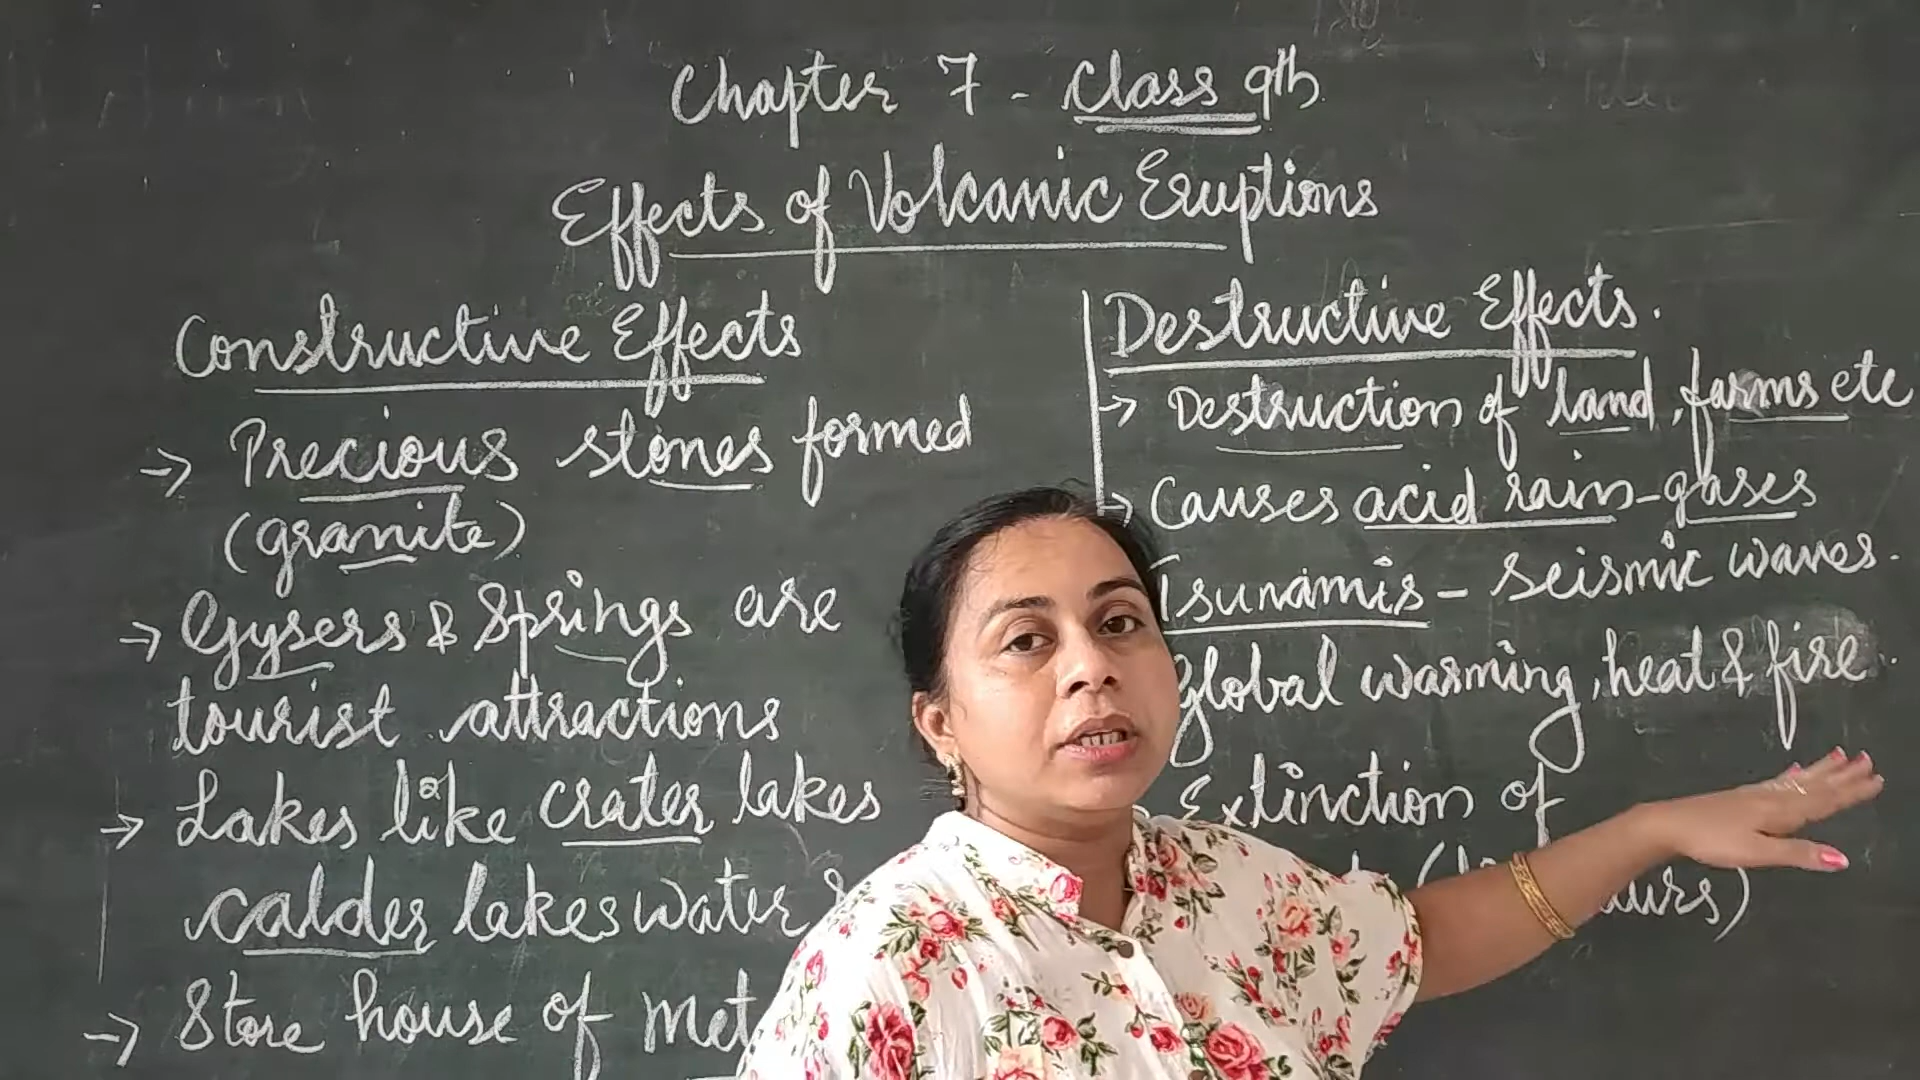 Chapter 7 - Class 9th
Effects of Volcanic Eruptions
Constructive Effects
→ Precious stones formed
(granite)
→ Gysers & Springs are
tourist attractions
→ Lakes like crater lakes
calder lakes water
→ Store house of
Destructive Effects.
→ Destruction of land, farms etc
→ Causes acid rain - gases
Tsunamis - Seismic waves.
Global warming, heat & fire.
Extinction of